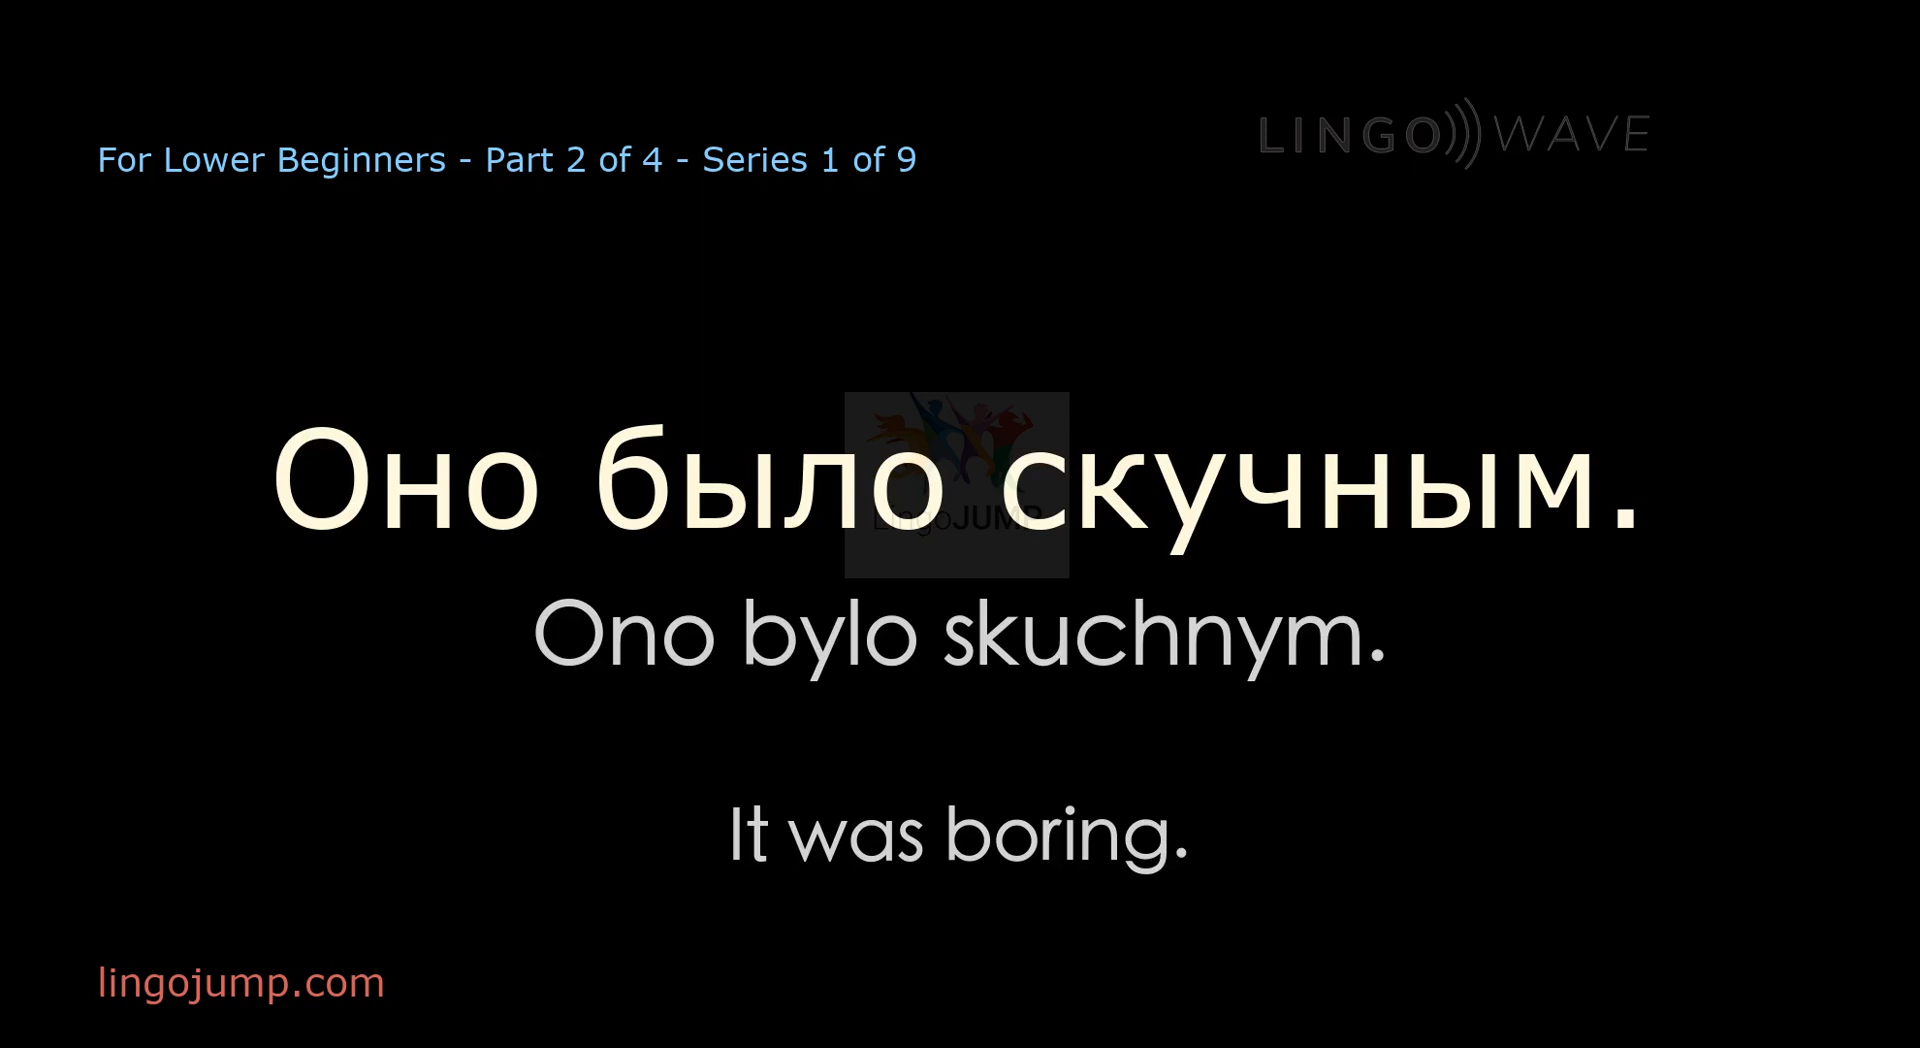 LINGO WAVE
For Lower Beginners - Part 2 of 4 - Series 1 of 9
Оно было скучным.
LingoJUMP
Ono bylo skuchnym.
It was boring.
lingojump.com